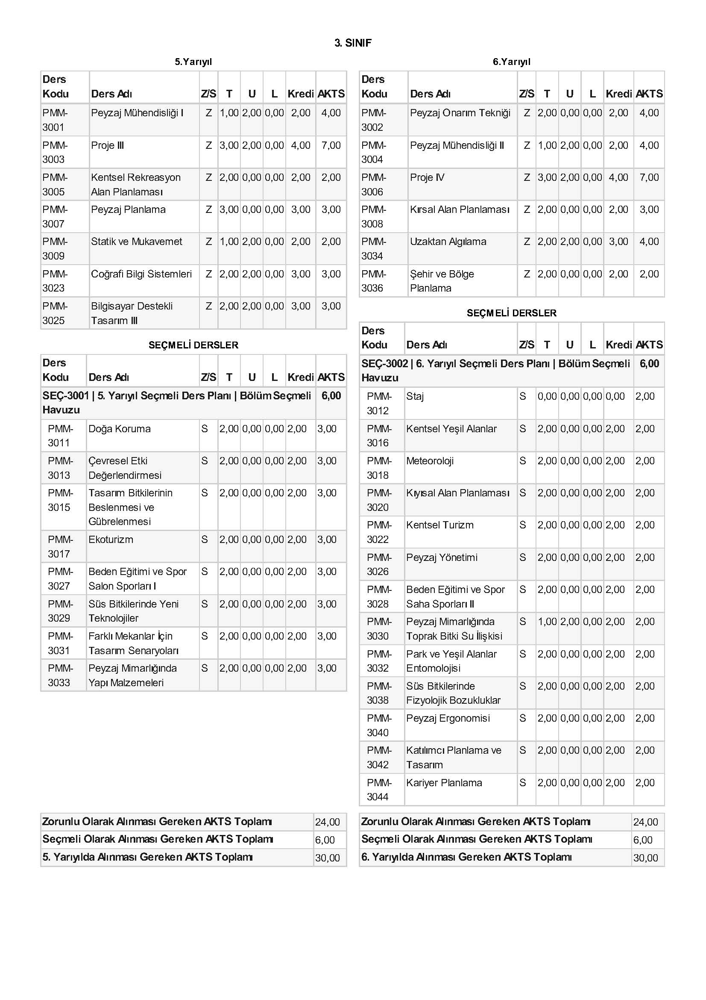 3. SINIF
5.Yarıyıl
Ders
Kodu Ders Adı Z/S T U L Kredi AKTS
PMM- Peyzaj Mühendisliği I Z 1,00 2,00 0,00 2,00 4,00
3001
PMM- Proje III Z 3,00 2,00 0,00 4,00 7,00
3003
PMM- Kentsel Rekreasyon Z 2,00 0,00 0,00 2,00 2,00
3005 Alan Planlaması
PMM- Peyzaj Planlama Z 3,00 0,00 0,00 3,00 3,00
3007
PMM- Statik ve Mukavemet Z 1,00 2,00 0,00 2,00 2,00
3009
PMM- Coğrafi Bilgi Sistemleri Z 2,00 2,00 0,00 3,00 3,00
3023
PMM- Bilgisayar Destekli Z 2,00 2,00 0,00 3,00 3,00
3025 Tasarım III
SEÇMELİ DERSLER
Ders
Kodu Ders Adı Z/S T U L Kredi AKTS
SEÇ-3001 | 5. Yarıyıl Seçmeli Ders Planı | Bölüm Seçmeli 6,00
Havuzu
PMM- Doğa Koruma S 2,00 0,00 0,00 2,00 3,00
3011
PMM- Çevresel Etki S 2,00 0,00 0,00 2,00 3,00
3013 Değerlendirmesi
PMM- Tasarım Bitkilerinin S 2,00 0,00 0,00 2,00 3,00
3015 Beslenmesi ve
Gübrelenmesi
PMM- Ekoturizm S 2,00 0,00 0,00 2,00 3,00
3017
PMM- Beden Eğitimi ve Spor S 2,00 0,00 0,00 2,00 3,00
3027 Salon Sporları I
PMM- Süs Bitkilerinde Yeni S 2,00 0,00 0,00 2,00 3,00
3029 Teknolojiler
PMM- Farklı Mekanlar İçin S 2,00 0,00 0,00 2,00 3,00
3031 Tasarım Senaryoları
PMM- Peyzaj Mimarlığında S 2,00 0,00 0,00 2,00 3,00
3033 Yapı Malzemeleri
Zorunlu Olarak Alınması Gereken AKTS Toplamı 24,00
Seçmeli Olarak Alınması Gereken AKTS Toplamı 6,00
5. Yarıyılda Alınması Gereken AKTS Toplamı 30,00
6.Yarıyıl
Ders
Kodu Ders Adı Z/S T U L Kredi AKTS
PMM- Peyzaj Onarım Tekniği Z 2,00 0,00 0,00 2,00 4,00
3002
PMM- Peyzaj Mühendisliği II Z 1,00 2,00 0,00 2,00 4,00
3004
PMM- Proje IV Z 3,00 2,00 0,00 4,00 7,00
3006
PMM- Kırsal Alan Planlaması Z 2,00 0,00 0,00 2,00 3,00
3008
PMM- Uzaktan Algılama Z 2,00 2,00 0,00 3,00 4,00
3034
PMM- Şehir ve Bölge Z 2,00 0,00 0,00 2,00 2,00
3036 Planlama
SEÇMELİ DERSLER
Ders
Kodu Ders Adı Z/S T U L Kredi AKTS
SEÇ-3002 | 6. Yarıyıl Seçmeli Ders Planı | Bölüm Seçmeli 6,00
Havuzu
PMM- Staj S 0,00 0,00 0,00 0,00 2,00
3012
PMM- Kentsel Yeşil Alanlar S 2,00 0,00 0,00 2,00 2,00
3016
PMM- Meteoroloji S 2,00 0,00 0,00 2,00 2,00
3018
PMM- Kıyısal Alan Planlaması S 2,00 0,00 0,00 2,00 2,00
3020
PMM- Kentsel Turizm S 2,00 0,00 0,00 2,00 2,00
3022
PMM- Peyzaj Yönetimi S 2,00 0,00 0,00 2,00 2,00
3026
PMM- Beden Eğitimi ve Spor S 2,00 0,00 0,00 2,00 2,00
3028 Saha Sporları II
PMM- Peyzaj Mimarlığında S 1,00 2,00 0,00 2,00 2,00
3030 Toprak Bitki Su İlişkisi
PMM- Park ve Yeşil Alanlar S 2,00 0,00 0,00 2,00 2,00
3032 Entomolojisi
PMM- Süs Bitkilerinde S 2,00 0,00 0,00 2,00 2,00
3038 Fizyolojik Bozukluklar
PMM- Peyzaj Ergonomisi S 2,00 0,00 0,00 2,00 2,00
3040
PMM- Katılımcı Planlama ve S 2,00 0,00 0,00 2,00 2,00
3042 Tasarım
PMM- Kariyer Planlama S 2,00 0,00 0,00 2,00 2,00
3044
Zorunlu Olarak Alınması Gereken AKTS Toplamı 24,00
Seçmeli Olarak Alınması Gereken AKTS Toplamı 6,00
6. Yarıyılda Alınması Gereken AKTS Toplamı 30,00